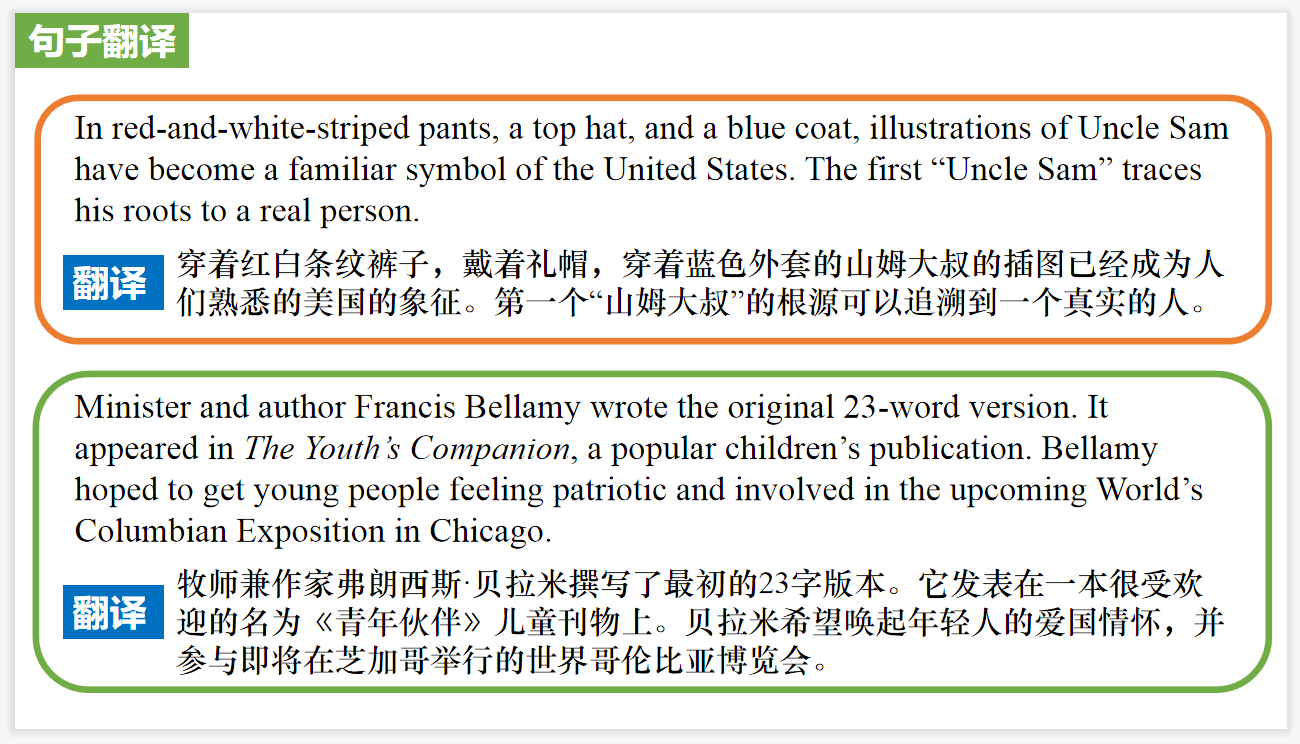 句子翻译
In red-and-white-striped pants, a top hat, and a blue coat, illustrations of Uncle Sam
have become a familiar symbol of the United States. The first “Uncle Sam” traces
his roots to a real person.
翻译
穿着红白条纹裤子，戴着礼帽，穿着蓝色外套的山姆大叔的插图已经成为人
们熟悉的美国的象征。第一个“山姆大叔”的根源可以追溯到一个真实的人。
Minister and author Francis Bellamy wrote the original 23-word version. It
appeared in The Youth’s Companion, a popular children’s publication. Bellamy
hoped to get young people feeling patriotic and involved in the upcoming World’s
Columbian Exposition in Chicago.
翻译
牧师兼作家弗朗西斯·贝拉米撰写了最初的23字版本。它发表在一本很受欢
迎的名为《青年伙伴》儿童刊物上。贝拉米希望唤起年轻人的爱国情怀，并
参与即将在芝加哥举行的世界哥伦比亚博览会。